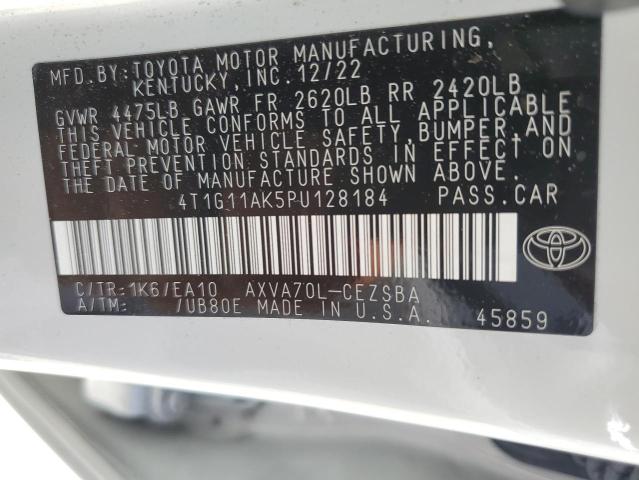 MFD.BY:TOYOTA MOTOR MANUFACTURING,
KENTUCKY,INC.12/22
GVWR 4475LB GAWR FR 2620LB RR 2420LB
THIS VEHICLE CONFORMS TO ALL APPLICABLE
FEDERAL MOTOR VEHICLE SAFETY,BUMPER,AND
THEFT PREVENTION STANDARDS IN EFFECT ON
THE DATE OF MANUFACTURE SHOWN ABOVE.
4T1G11AK5PU128184 PASS.CAR
C/TR:1K6/EA10 AXVA70L-CEZSBA
A/TM: /UB80E MADE IN U.S.A. 45859